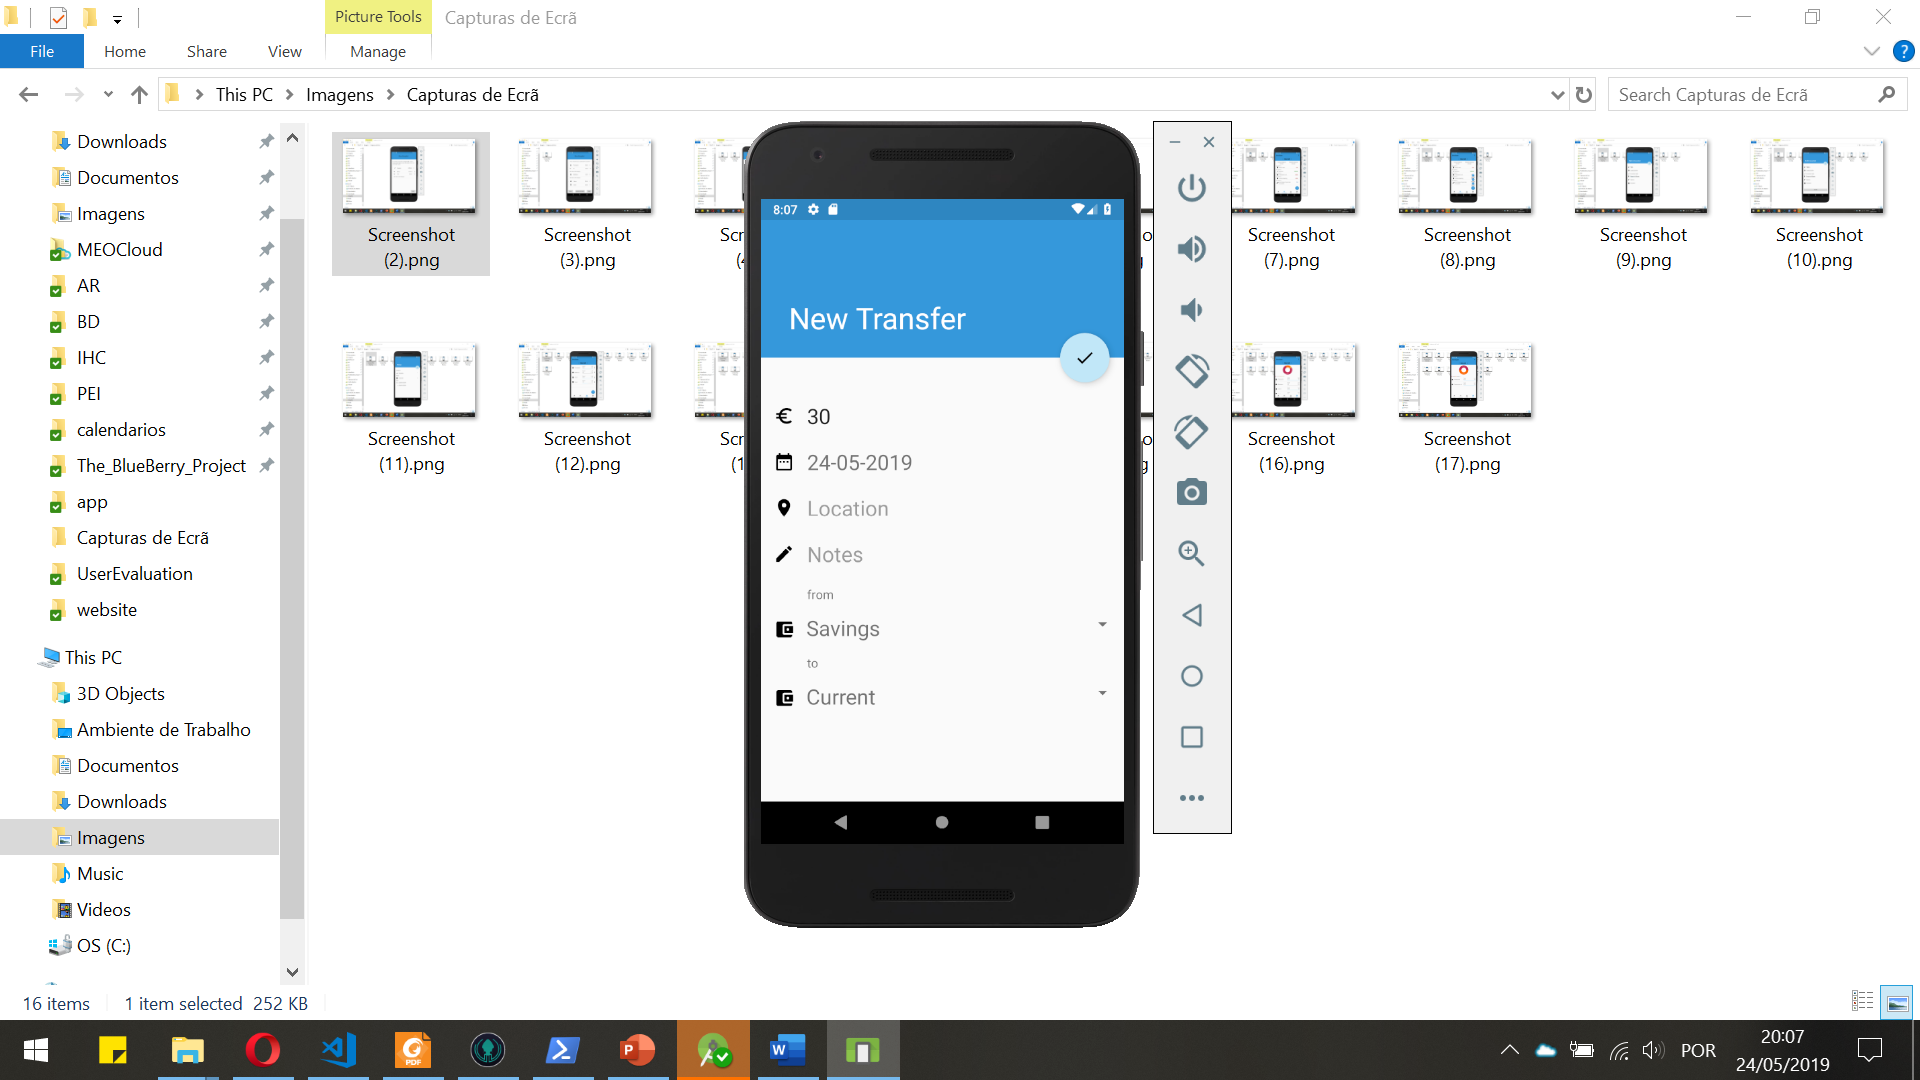 Picture Tools
Capturas de Ecrã
File
Home
Share
View
Manage
This PC
Imagens
Capturas de Ecrã
Search Capturas de Ecrã
Downloads
Documentos
Imagens
MEOCloud
AR
BD
IHC
PEI
calendarios
The_BlueBerry_Project
app
Capturas de Ecrã
UserEvaluation
website
This PC
3D Objects
Ambiente de Trabalho
Documentos
Downloads
Imagens
Music
Videos
OS (C:)
Screenshot
(2).png
Screenshot
(3).png
Screenshot
(7).png
Screenshot
(8).png
Screenshot
(9).png
Screenshot
(10).png
Screenshot
(11).png
Screenshot
(12).png
Screenshot
(16).png
Screenshot
(17).png
8:07
New Transfer
€ 30
24-05-2019
Location
Notes
from
Savings
to
Current
16 items
1 item selected 252 KB
POR
20:07
24/05/2019